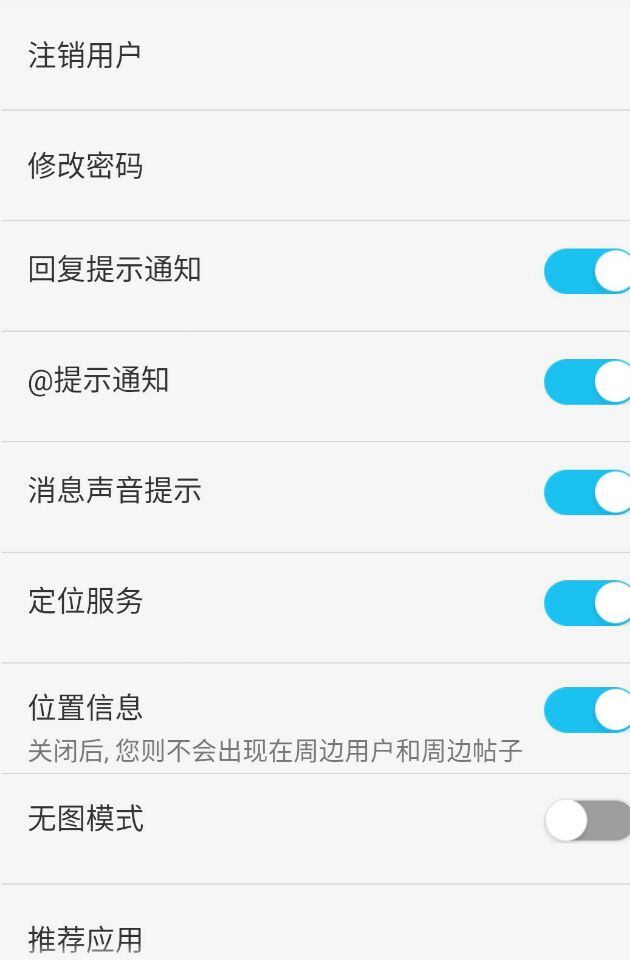 注销用户
修改密码
回复提示通知
@提示通知
消息声音提示
定位服务
位置信息
关闭后, 您则不会出现在周边用户和周边帖子
无图模式
推荐应用